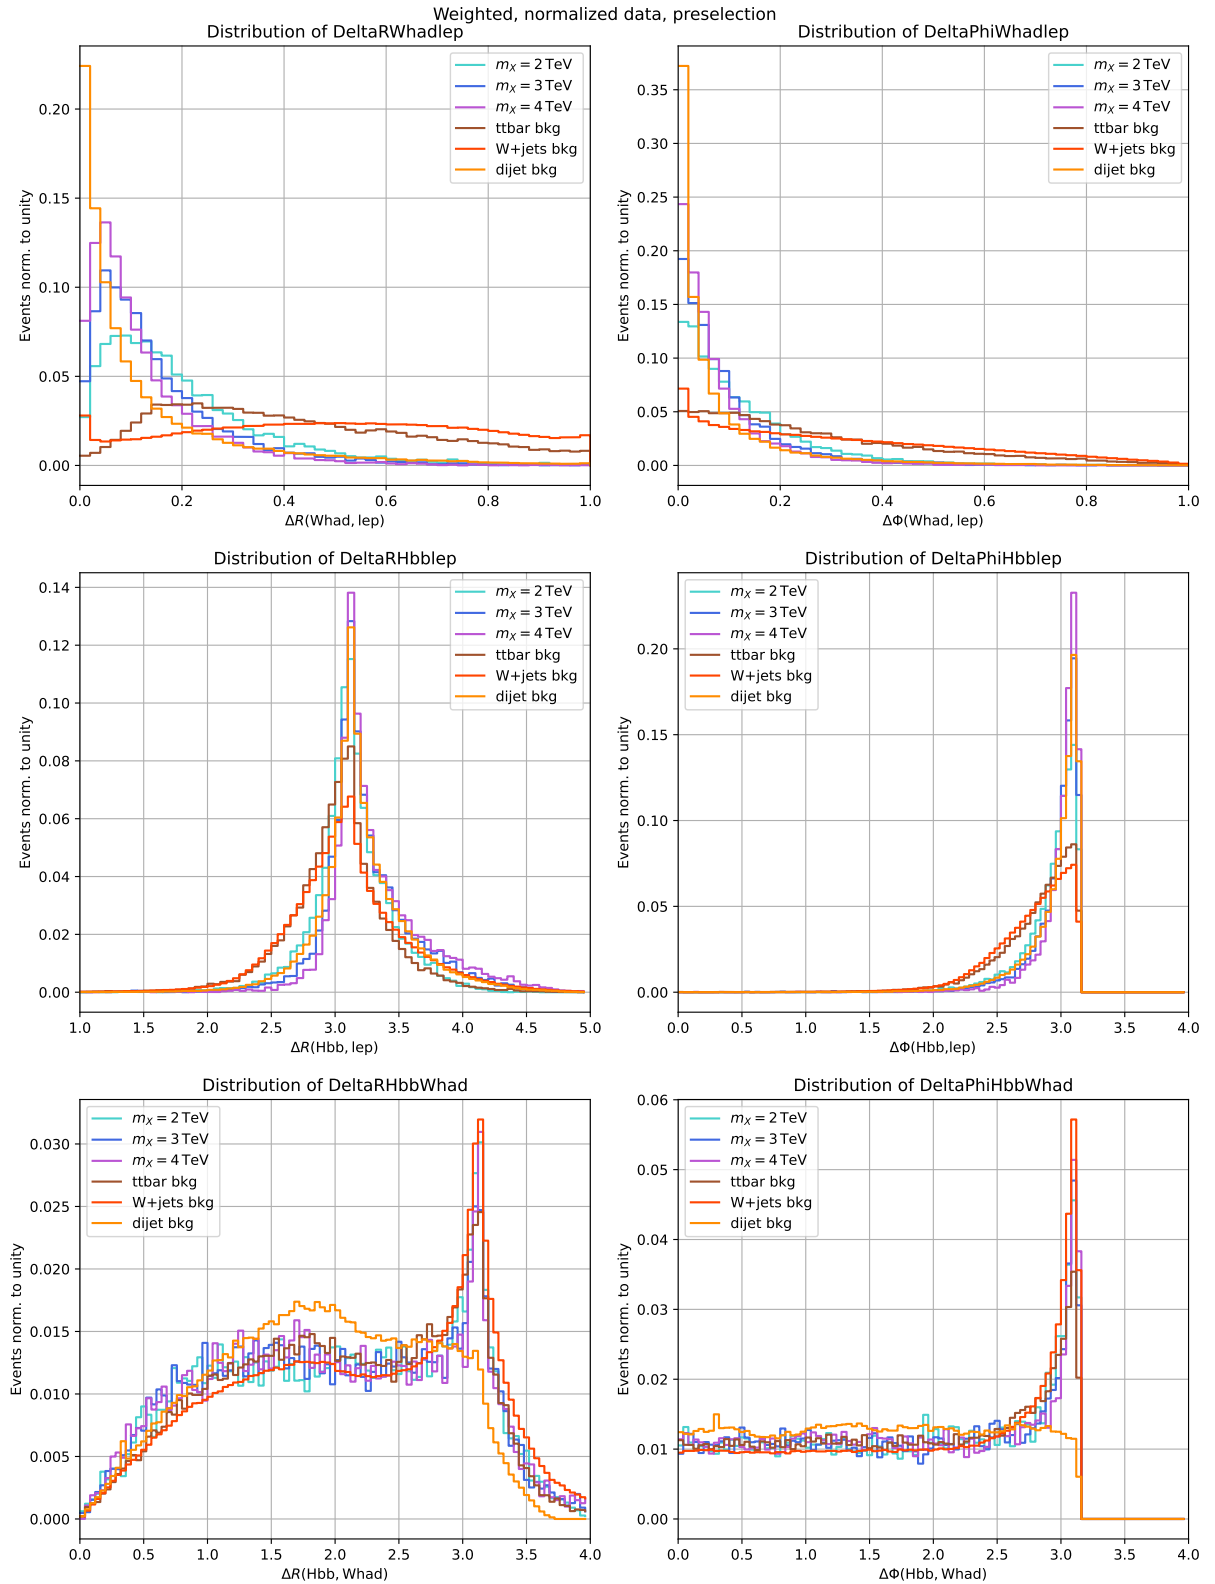 Weighted, normalized data, preselection
Distribution of DeltaRWhadlep
Events norm. to unity
0.20
0.15
0.10
0.05
0.00
m_X = 2 TeV
m_X = 3 TeV
m_X = 4 TeV
ttbar bkg
W+jets bkg
dijet bkg
0.0 0.2 0.4 0.6 0.8 1.0
ΔR(Whad, lep)
Distribution of DeltaPhiWhadlep
Events norm. to unity
0.35
0.30
0.25
0.20
0.15
0.10
0.05
0.00
m_X = 2 TeV
m_X = 3 TeV
m_X = 4 TeV
ttbar bkg
W+jets bkg
dijet bkg
0.0 0.2 0.4 0.6 0.8 1.0
ΔΦ(Whad, lep)
Distribution of DeltaRHbblep
Events norm. to unity
0.14
0.12
0.10
0.08
0.06
0.04
0.02
0.00
m_X = 2 TeV
m_X = 3 TeV
m_X = 4 TeV
ttbar bkg
W+jets bkg
dijet bkg
1.0 1.5 2.0 2.5 3.0 3.5 4.0 4.5 5.0
ΔR(Hbb, lep)
Distribution of DeltaPhiHbblep
Events norm. to unity
0.20
0.15
0.10
0.05
0.00
m_X = 2 TeV
m_X = 3 TeV
m_X = 4 TeV
ttbar bkg
W+jets bkg
dijet bkg
0.0 0.5 1.0 1.5 2.0 2.5 3.0 3.5 4.0
ΔΦ(Hbb,lep)
Distribution of DeltaRHbbWhad
Events norm. to unity
0.030
0.025
0.020
0.015
0.010
0.005
0.000
m_X = 2 TeV
m_X = 3 TeV
m_X = 4 TeV
ttbar bkg
W+jets bkg
dijet bkg
0.0 0.5 1.0 1.5 2.0 2.5 3.0 3.5 4.0
ΔR(Hbb, Whad)
Distribution of DeltaPhiHbbWhad
Events norm. to unity
0.06
0.05
0.04
0.03
0.02
0.01
0.00
m_X = 2 TeV
m_X = 3 TeV
m_X = 4 TeV
ttbar bkg
W+jets bkg
dijet bkg
0.0 0.5 1.0 1.5 2.0 2.5 3.0 3.5 4.0
ΔΦ(Hbb, Whad)